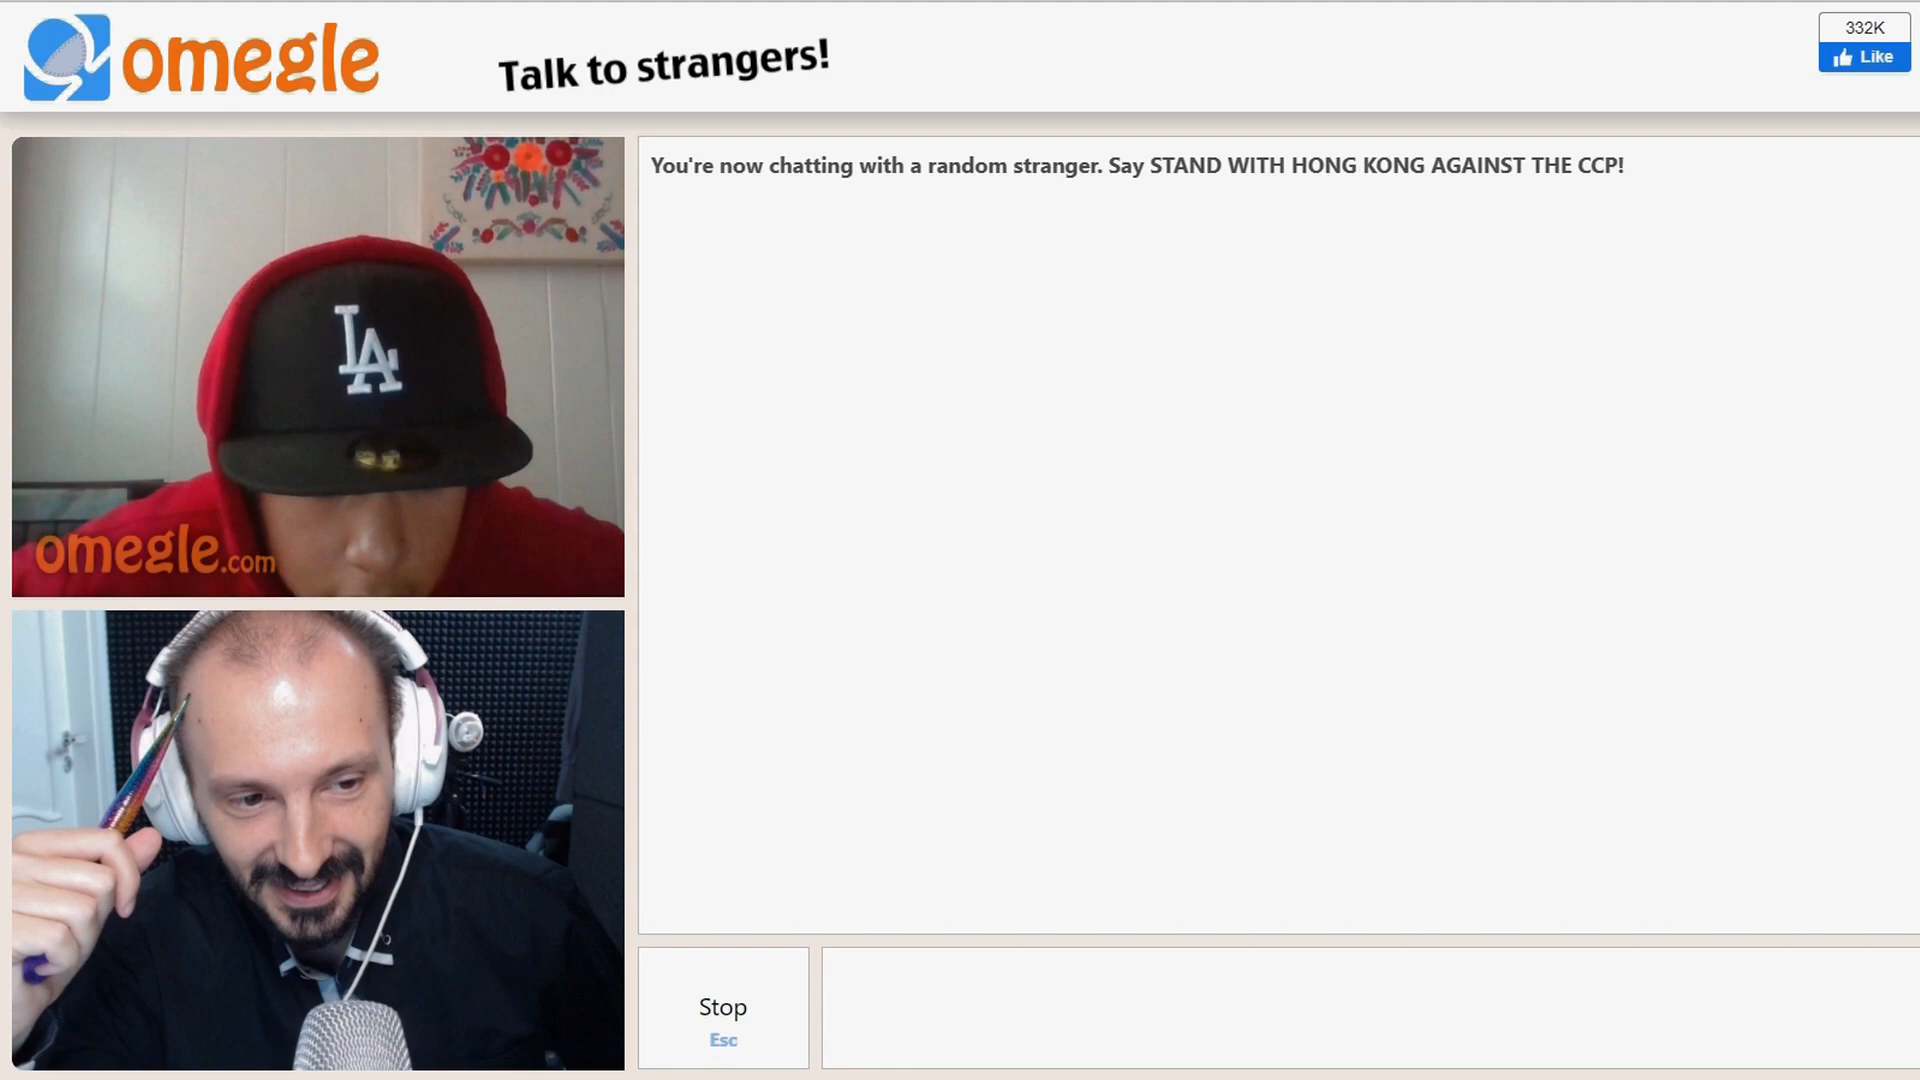 omegle
Talk to strangers!
332K
Like
You're now chatting with a random stranger. Say STAND WITH HONG KONG AGAINST THE CCP!
LA
omegle.com
Stop
Esc